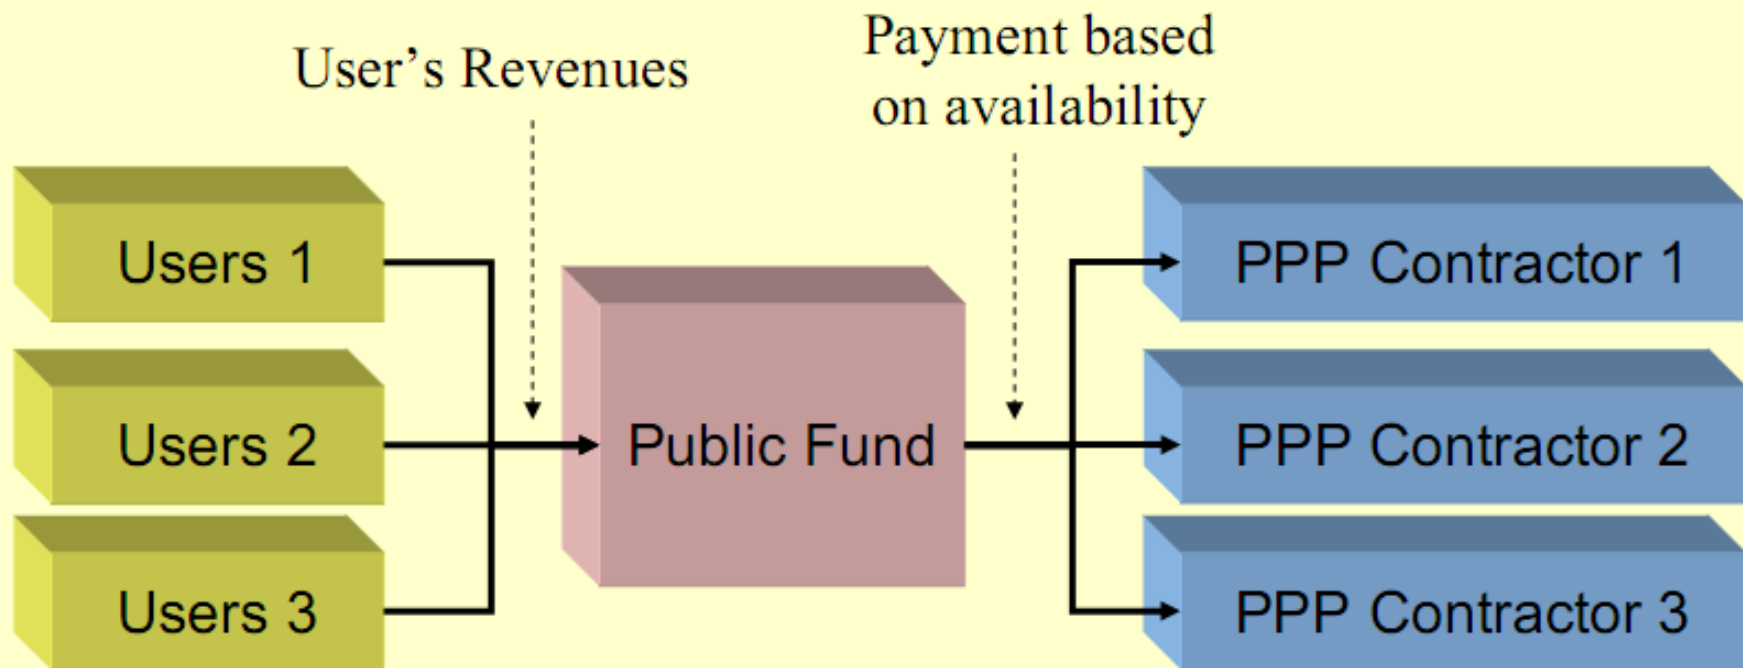 User’s Revenues
Payment based
on availability
Users 1
Users 2
Users 3
Public Fund
PPP Contractor 1
PPP Contractor 2
PPP Contractor 3